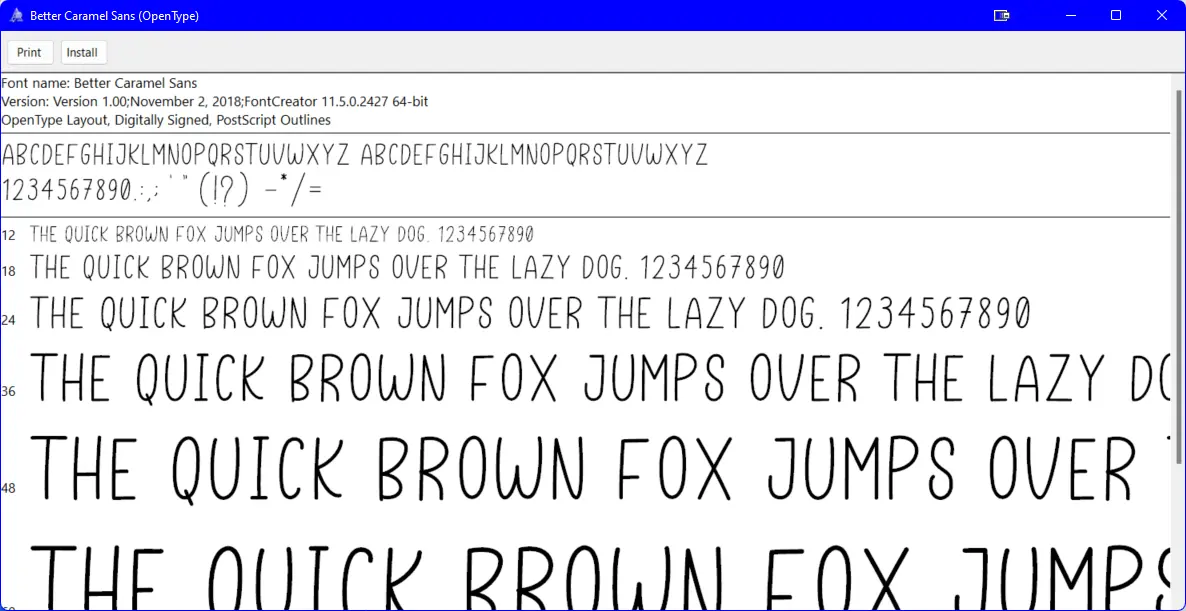 Better Caramel Sans (OpenType)
Print Install
Font name: Better Caramel Sans
Version: Version 1.00;November 2, 2018;FontCreator 11.5.0.2427 64-bit
OpenType Layout, Digitally Signed, PostScript Outlines
ABCDEFGHIJKLMNOPQRSTUVWXYZ ABCDEFGHIJKLMNOPQRSTUVWXYZ
1234567890.:,; ' " (!?) -*/=
12 THE QUICK BROWN FOX JUMPS OVER THE LAZY DOG. 1234567890
18 THE QUICK BROWN FOX JUMPS OVER THE LAZY DOG. 1234567890
24 THE QUICK BROWN FOX JUMPS OVER THE LAZY DOG. 1234567890
36 THE QUICK BROWN FOX JUMPS OVER THE LAZY DO
48 THE QUICK BROWN FOX JUMPS OVER
THE QUICK BROWN FOX JUMPS